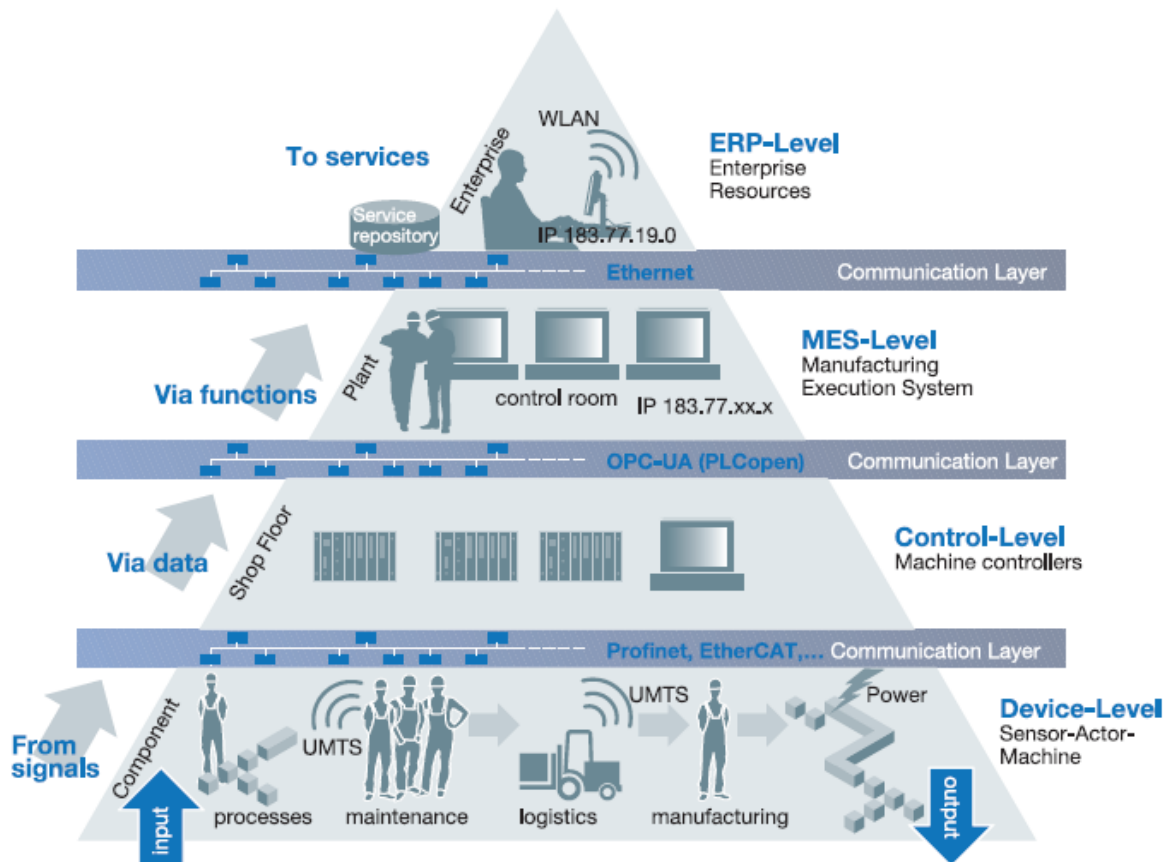 WLAN
To services
Enterprise
ERP-Level
Enterprise
Resources
Service
repository
IP 183.77.19.0
Ethernet
Communication Layer
Via functions
Plant
control room
IP 183.77.xx.x
MES-Level
Manufacturing
Execution System
OPC-UA (PLCopen)
Communication Layer
Via data
Shop Floor
Control-Level
Machine controllers
Profinet, EtherCAT,...
Communication Layer
From
signals
Component
UMTS
UMTS
Power
Device-Level
Sensor-Actor-
Machine
input
processes
maintenance
logistics
manufacturing
output